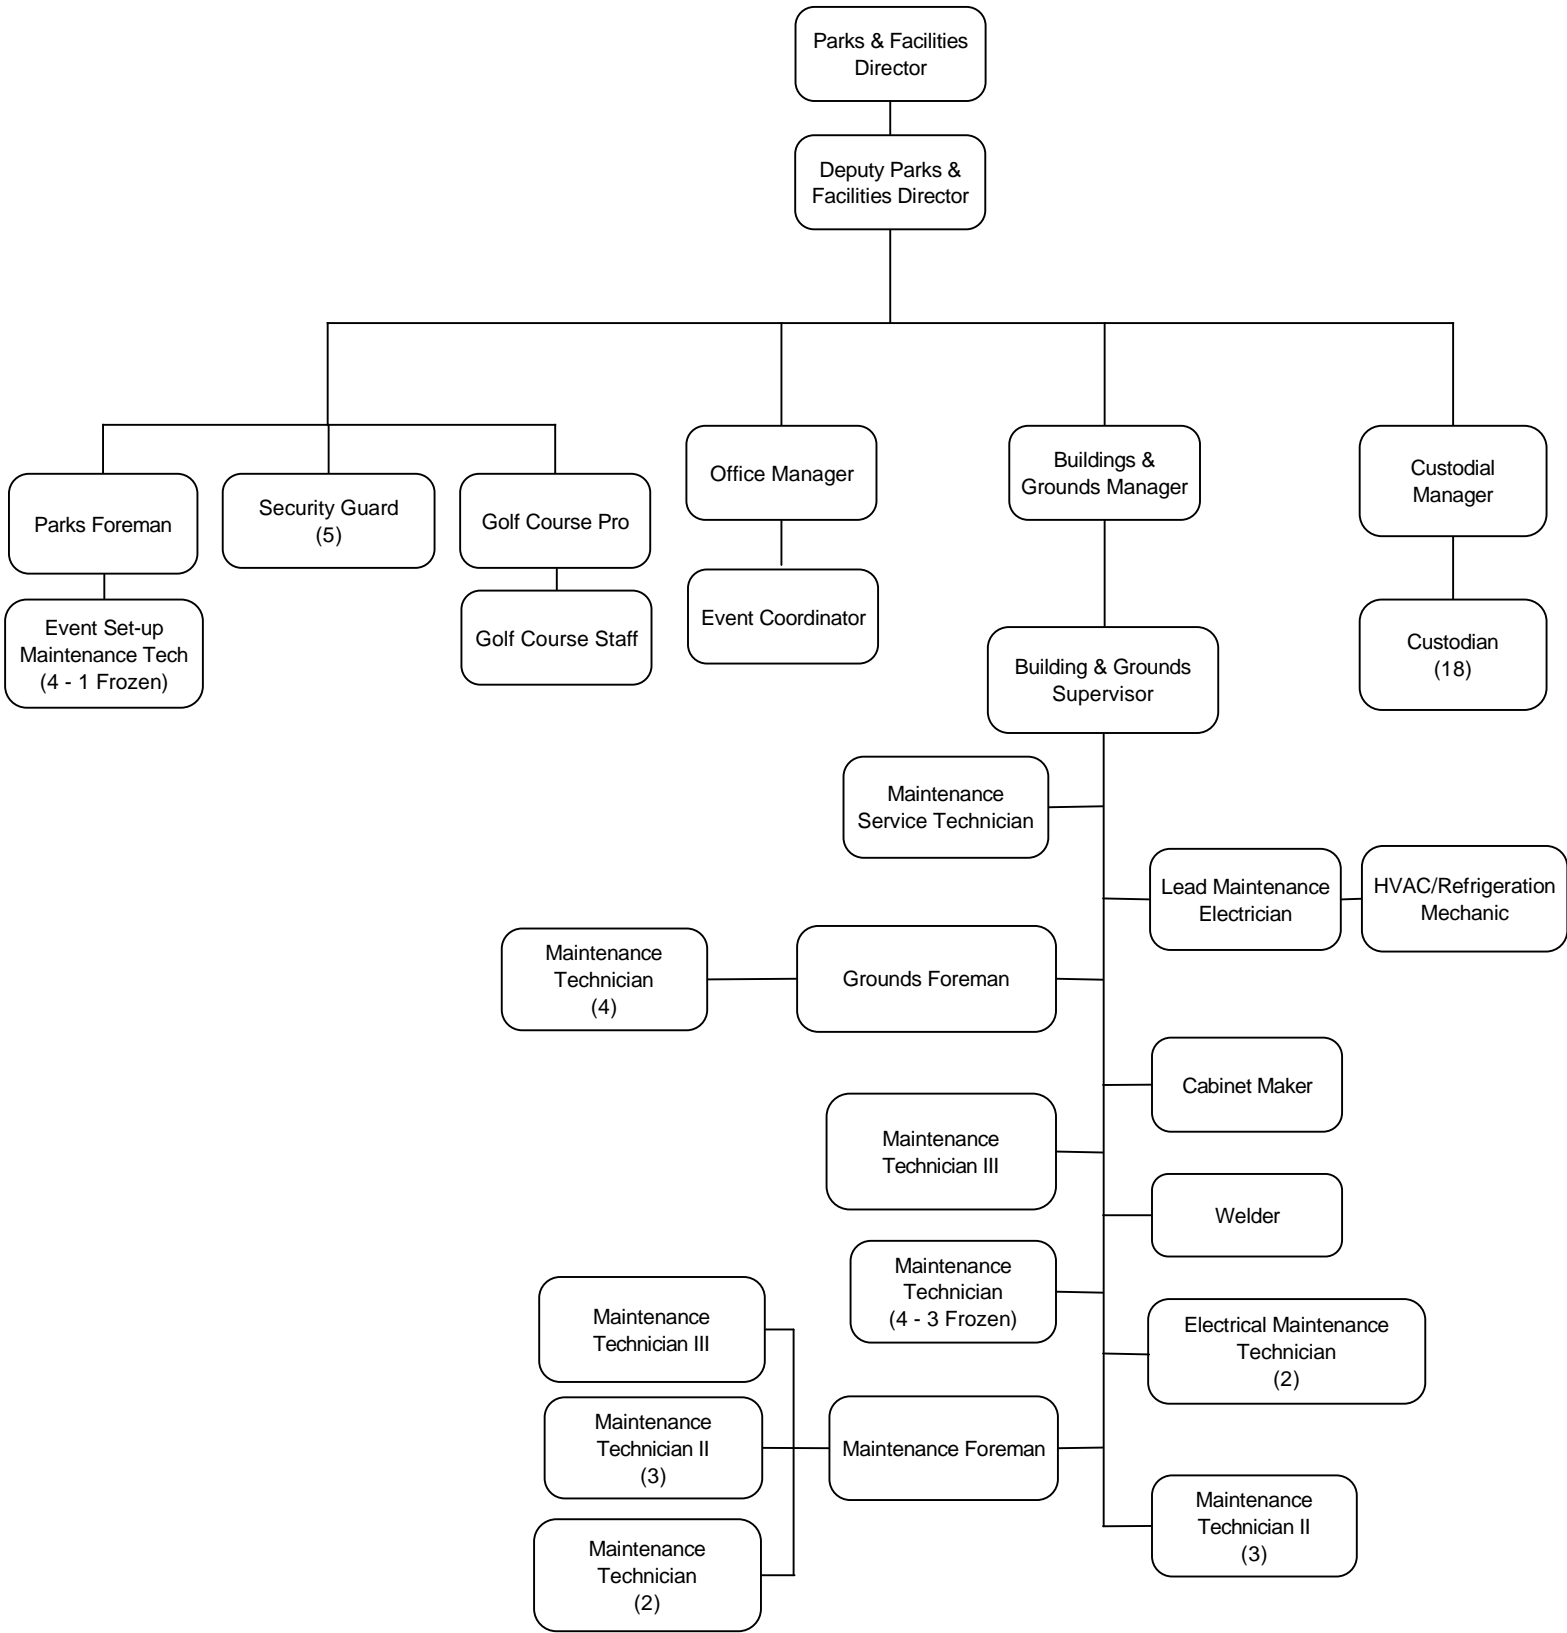 Parks & Facilities
Director
Deputy Parks &
Facilities Director
Parks Foreman
Security Guard
(5)
Golf Course Pro
Office Manager
Buildings &
Grounds Manager
Custodial
Manager
Event Set-up
Maintenance Tech
(4 - 1 Frozen)
Golf Course Staff
Event Coordinator
Building & Grounds
Supervisor
Custodian
(18)
Maintenance
Service Technician
Lead Maintenance
Electrician
HVAC/Refrigeration
Mechanic
Maintenance
Technician
(4)
Grounds Foreman
Cabinet Maker
Maintenance
Technician III
Welder
Maintenance
Technician
(4 - 3 Frozen)
Maintenance
Technician III
Electrical Maintenance
Technician
(2)
Maintenance
Technician II
(3)
Maintenance Foreman
Maintenance
Technician II
(3)
Maintenance
Technician
(2)